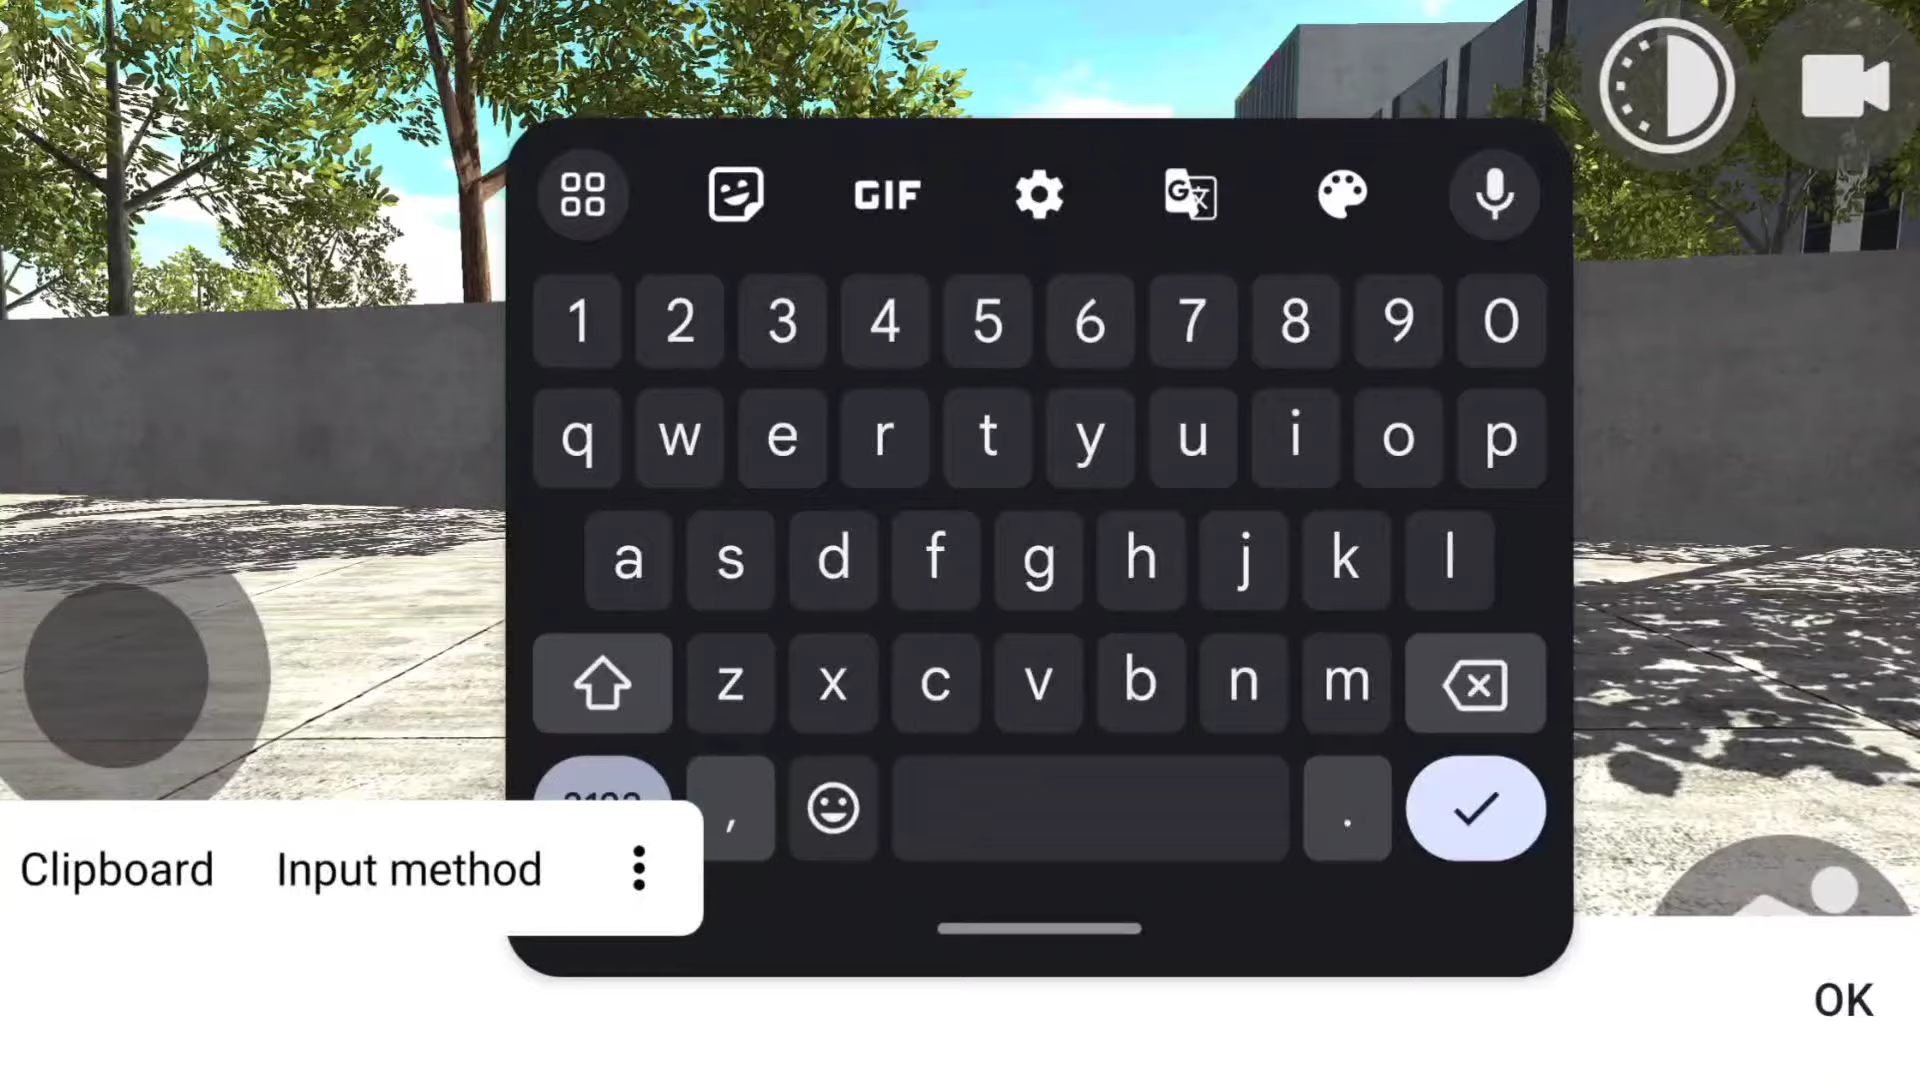 GIF
G
1 2 3 4 5 6 7 8 9 0
q w e r t y u i o p
a s d f g h j k l
z x c v b n m
, .
Clipboard Input method
OK